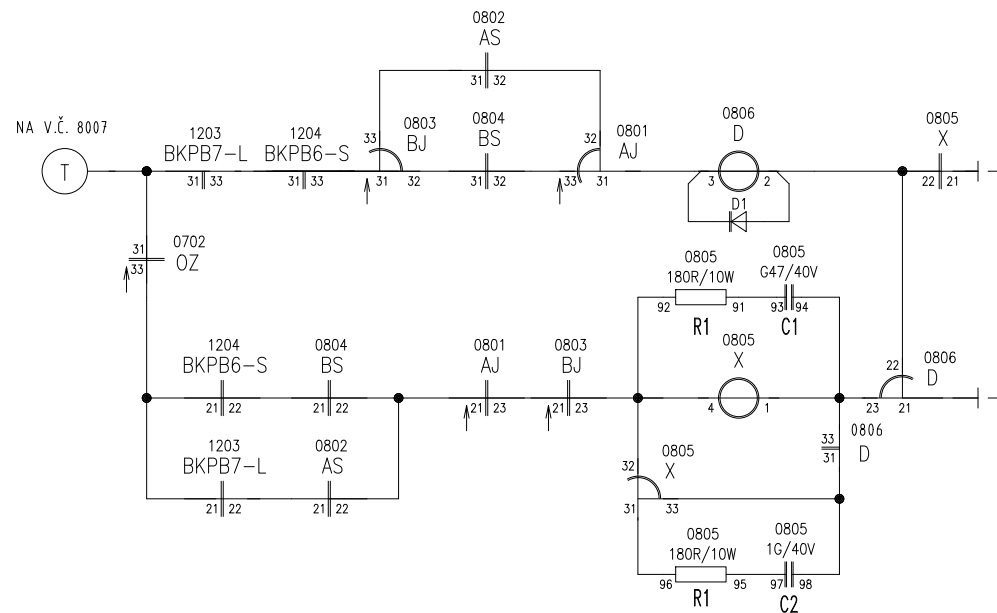 0802
AS
31 32
NA V.Č. 8007
T
1203
BKPB7-L
31 33
1204
BKPB6-S
31 33
33
0803
BJ
31 32
0804
BS
31 32
32
0801
AJ
33 31
0806
D
3 2
D1
0805
X
22 21
31
33
0702
OZ
0805
180R/10W
92 91
R1
0805
G47/40V
93 94
C1
1204
BKPB6-S
21 22
0804
BS
21 22
0801
AJ
21 23
0803
BJ
21 23
0805
X
4 1
22
0806
D
23 21
1203
BKPB7-L
21 22
0802
AS
21 22
33
31
0806
D
32
0805
X
31 33
0805
180R/10W
96 95
R1
0805
1G/40V
97 98
C2